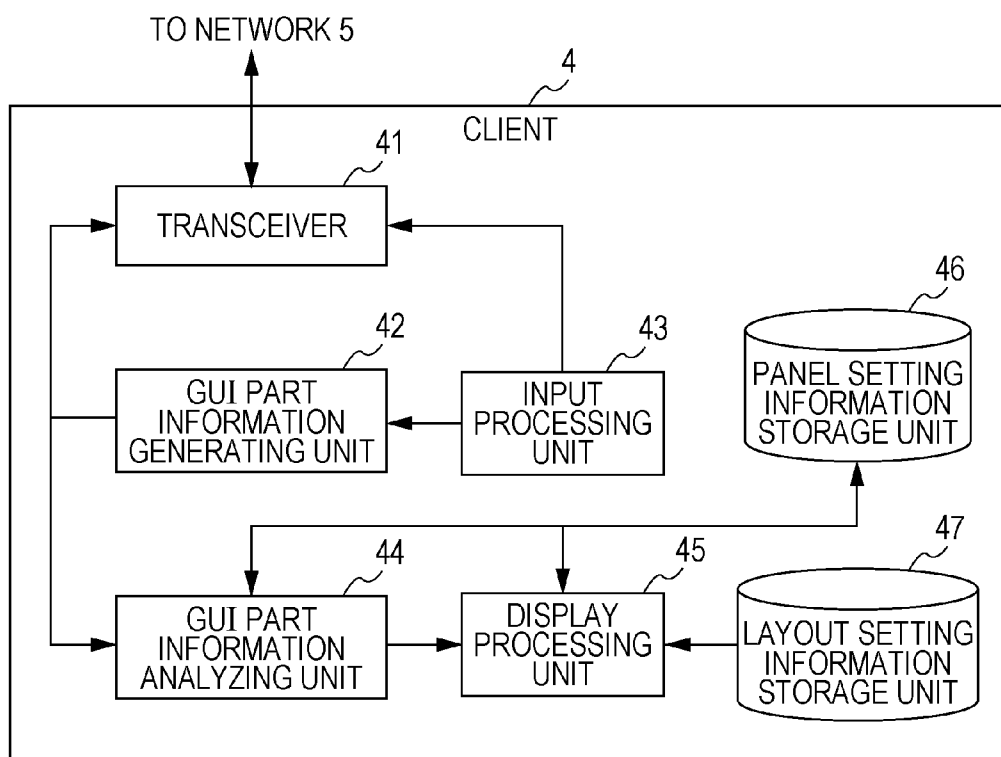 TO NETWORK 5
4
CLIENT
41
TRANSCEIVER
42
GUI PART
INFORMATION
GENERATING UNIT
43
INPUT
PROCESSING
UNIT
46
PANEL SETTING
INFORMATION
STORAGE UNIT
44
GUI PART
INFORMATION
ANALYZING UNIT
45
DISPLAY
PROCESSING
UNIT
47
LAYOUT SETTING
INFORMATION
STORAGE UNIT